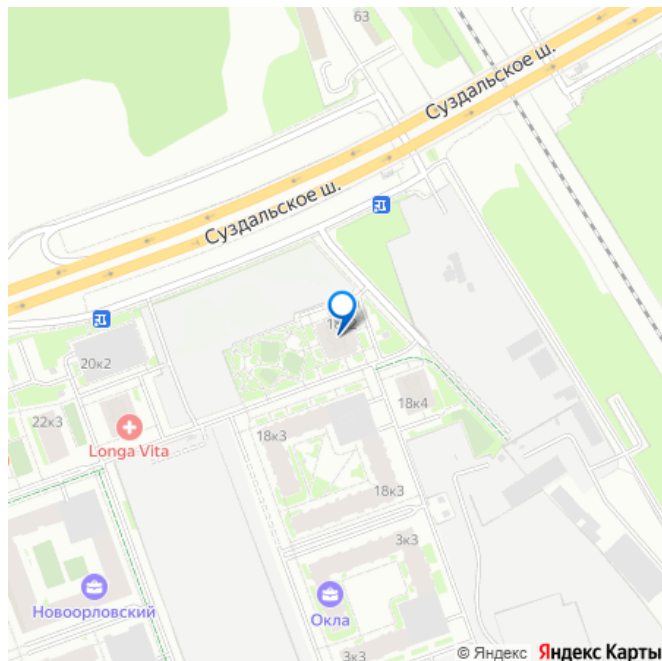 63
Суздальское ш.
Суздальское ш.
20к2
22к3
Longa Vita
18к4
18к3
18к3
3к3
Новоорловский
Окла
3к3
© Яндекс Яндекс Карты